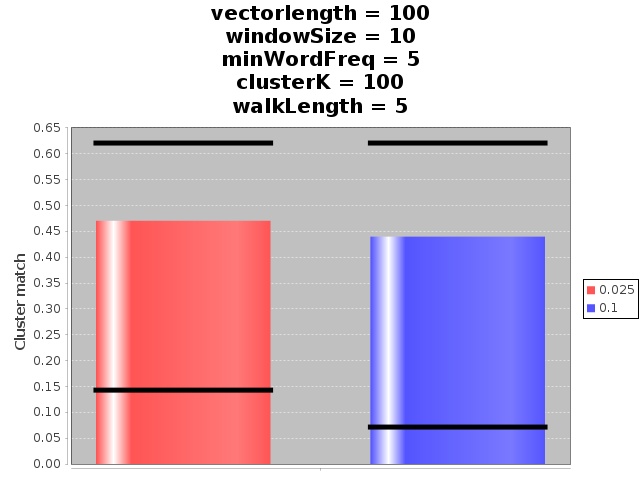 vectorlength = 100
windowSize = 10
minWordFreq = 5
clusterK = 100
walkLength = 5
0.65
0.60
0.55
0.50
0.45
0.40
0.35
0.30
0.25
0.20
0.15
0.10
0.05
0.00
Cluster match
0.025
0.1